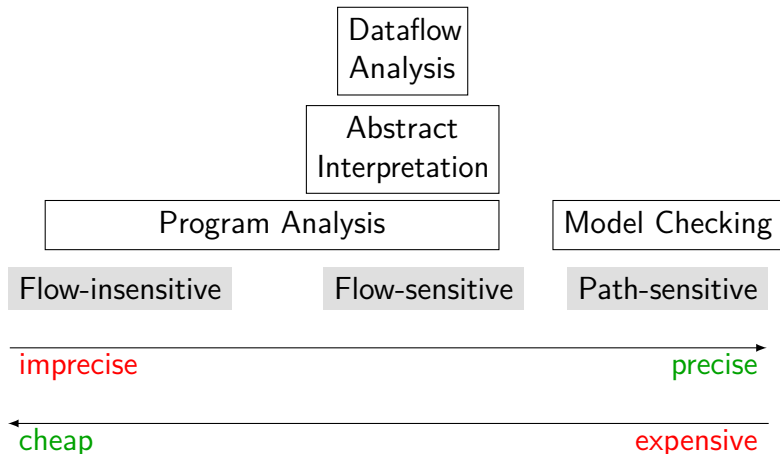 Dataflow
Analysis
Abstract
Interpretation
Program Analysis
Model Checking
Flow-insensitive
Flow-sensitive
Path-sensitive
imprecise
precise
cheap
expensive